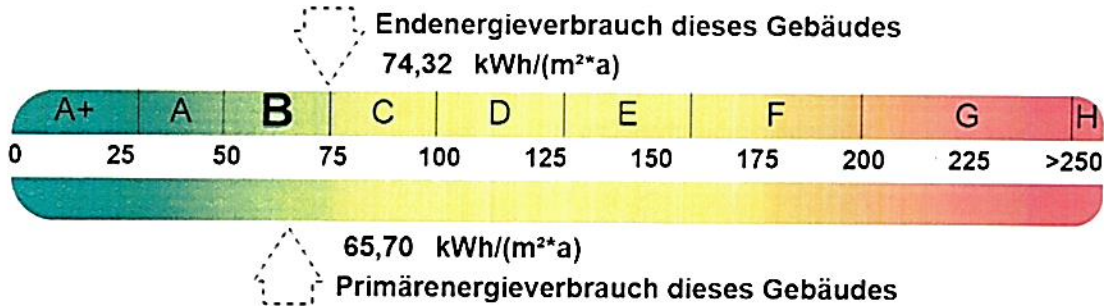 Endenergieverbrauch dieses Gebäudes
74,32 kWh/(m²*a)
A+ A B C D E F G H
0 25 50 75 100 125 150 175 200 225 >250
65,70 kWh/(m²*a)
Primärenergieverbrauch dieses Gebäudes